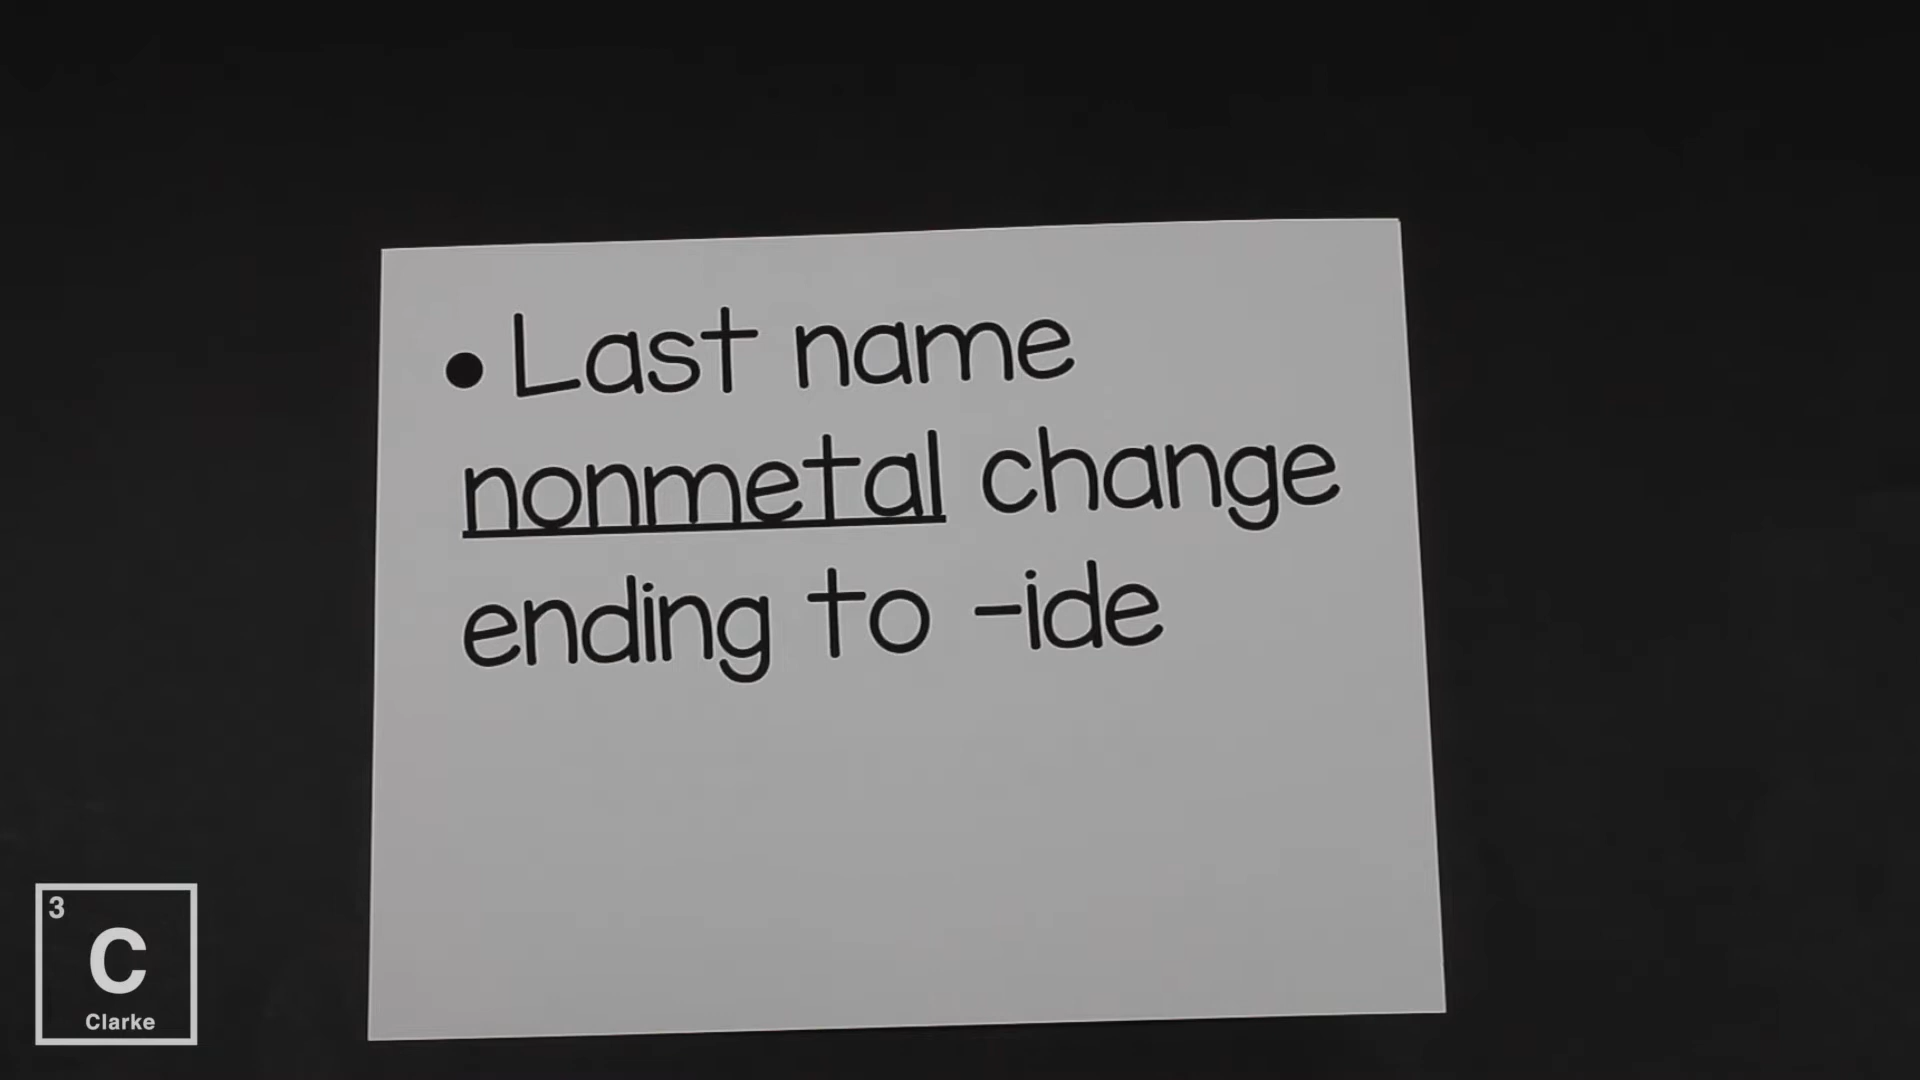 • Last name
nonmetal change
ending to -ide
3
C
Clarke